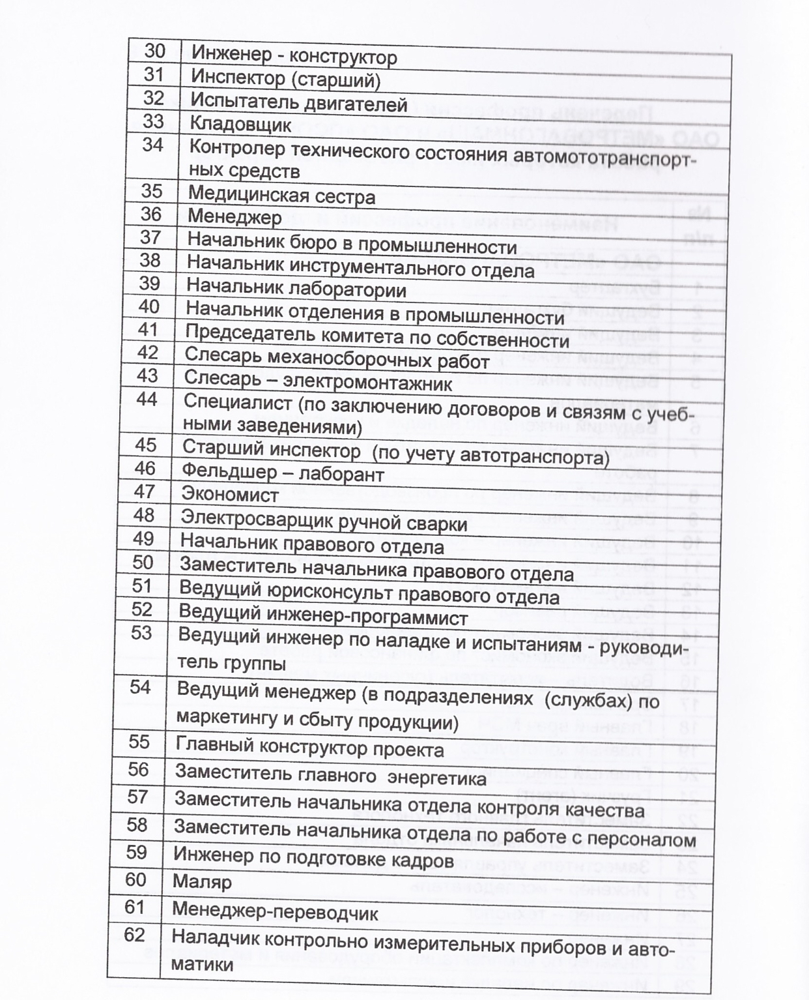 30 Инженер - конструктор
31 Инспектор (старший)
32 Испытатель двигателей
33 Кладовщик
34 Контролер технического состояния автомототранспорт-
ных средств
35 Медицинская сестра
36 Менеджер
37 Начальник бюро в промышленности
38 Начальник инструментального отдела
39 Начальник лаборатории
40 Начальник отделения в промышленности
41 Председатель комитета по собственности
42 Слесарь механосборочных работ
43 Слесарь – электромонтажник
44 Специалист (по заключению договоров и связям с учеб-
ными заведениями)
45 Старший инспектор (по учету автотранспорта)
46 Фельдшер – лаборант
47 Экономист
48 Электросварщик ручной сварки
49 Начальник правового отдела
50 Заместитель начальника правового отдела
51 Ведущий юрисконсульт правового отдела
52 Ведущий инженер-программист
53 Ведущий инженер по наладке и испытаниям - руководи-
тель группы
54 Ведущий менеджер (в подразделениях (службах) по
маркетингу и сбыту продукции)
55 Главный конструктор проекта
56 Заместитель главного энергетика
57 Заместитель начальника отдела контроля качества
58 Заместитель начальника отдела по работе с персоналом
59 Инженер по подготовке кадров
60 Маляр
61 Менеджер-переводчик
62 Наладчик контрольно измерительных приборов и авто-
матики